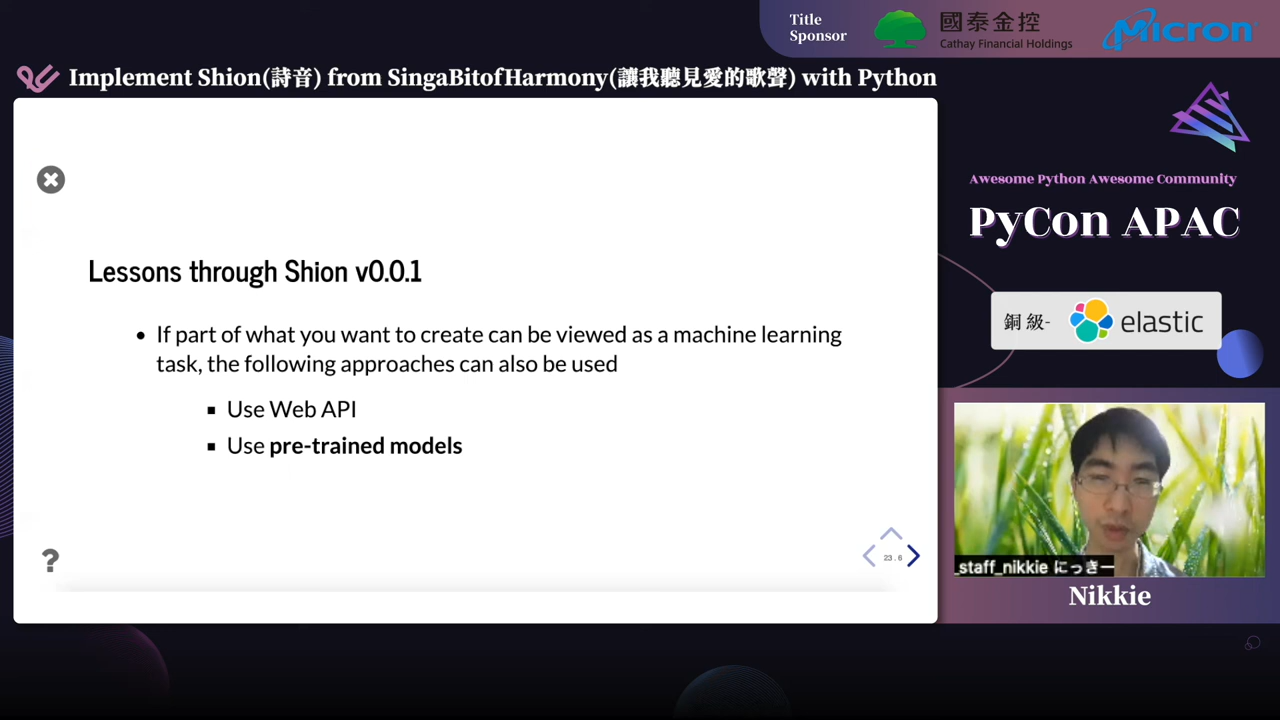 Title
Sponsor
國泰金控
Cathay Financial Holdings
Micron
Implement Shion(詩音) from SingaBitofHarmony(讓我聽見愛的歌聲) with Python
Awesome Python Awesome Community
PyCon APAC
銅級-
elastic
Lessons through Shion v0.0.1
• If part of what you want to create can be viewed as a machine learning
task, the following approaches can also be used
▪ Use Web API
▪ Use pre-trained models
?
23.6
_staff_nikkie にっきー
Nikkie